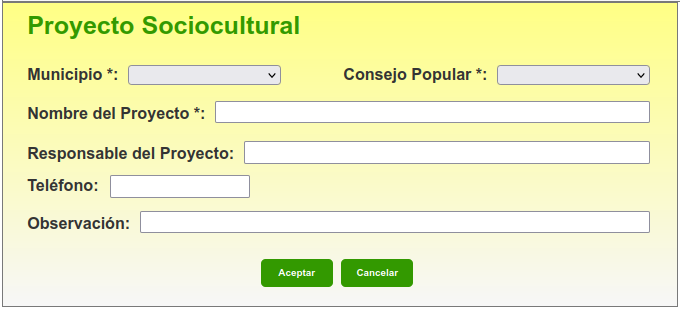 Proyecto Sociocultural
Municipio *: Consejo Popular *:
Nombre del Proyecto *:
Responsable del Proyecto:
Teléfono:
Observación:
Aceptar Cancelar